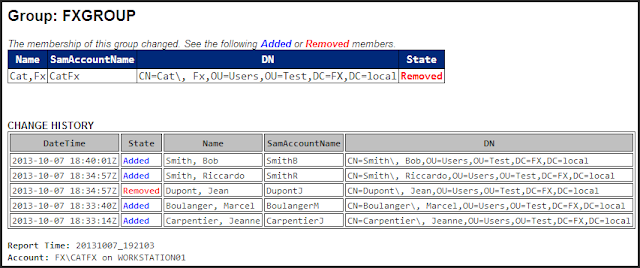 Group: FXGROUP
The membership of this group changed. See the following Added or Removed members.
Name SamAccountName DN State
Cat,Fx CatFx CN=Cat\, Fx,OU=Users,OU=Test,DC=FX,DC=local Removed
CHANGE HISTORY
DateTime State Name SamAccountName DN
2013-10-07 18:40:01Z Added Smith, Bob SmithB CN=Smith\, Bob,OU=Users,OU=Test,DC=FX,DC=local
2013-10-07 18:34:57Z Added Smith, Riccardo SmithR CN=Smith\, Riccardo,OU=Users,OU=Test,DC=FX,DC=local
2013-10-07 18:34:57Z Removed Dupont, Jean DupontJ CN=Dupont\, Jean,OU=Users,OU=Test,DC=FX,DC=local
2013-10-07 18:33:40Z Added Boulanger, Marcel BoulangerM CN=Boulanger\, Marcel,OU=Users,OU=Test,DC=FX,DC=local
2013-10-07 18:33:14Z Added Carpentier, Jeanne CarpentierJ CN=Carpentier\, Jeanne,OU=Users,OU=Test,DC=FX,DC=local
Report Time: 20131007_192103
Account: FX\CATFX on WORKSTATION01